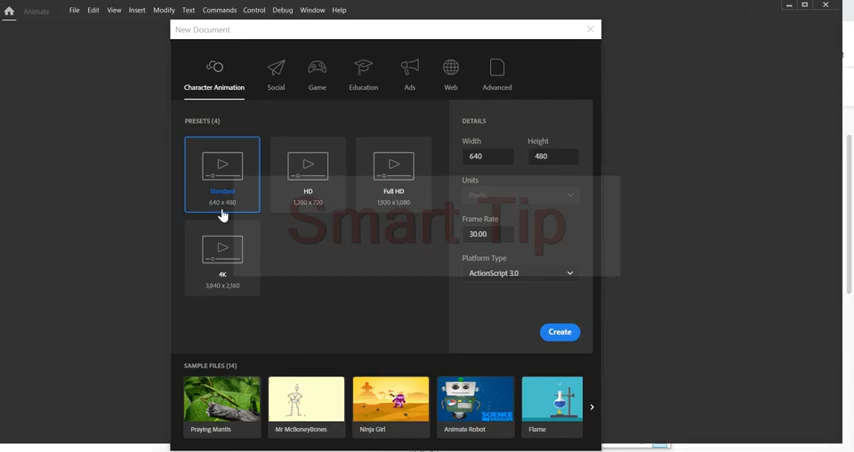 Animate File Edit View Insert Modify Text Commands Control Debug Window Help
New Document
Character Animation Social Game Education Ads Web Advanced
PRESETS (4)
DETAILS
Width Height
640 480
Units
Pixels
Standard HD Full HD
640 x 480 1,280 x 720 1,920 x 1,080
Smart Tip
Frame Rate
30.00
Platform Type
4K
ActionScript 3.0
3,840 x 2,160
Create
SAMPLE FILES (14)
SCIENCE
Praying Mantis Mr McBoneyBones Ninja Girl Animate Robot Flame